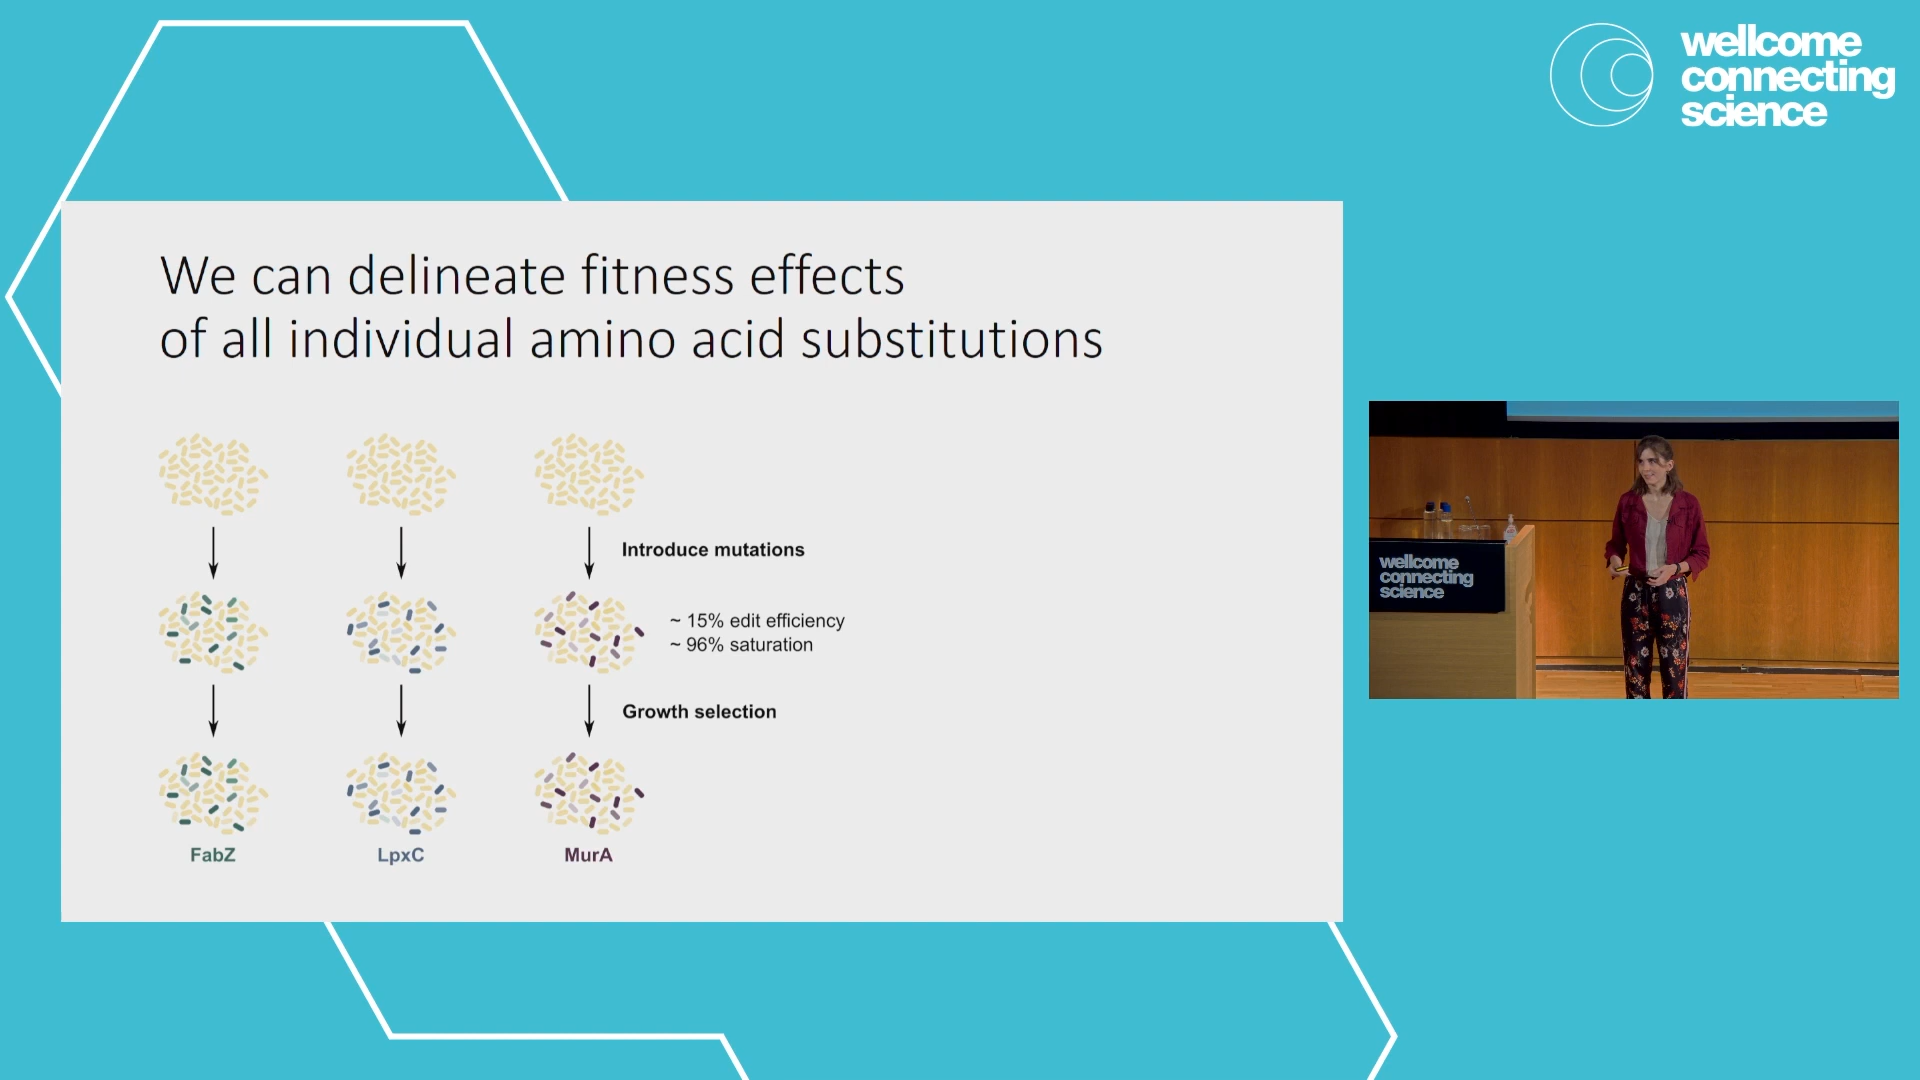 wellcome
connecting
science
We can delineate fitness effects
of all individual amino acid substitutions
Introduce mutations
~ 15% edit efficiency
~ 96% saturation
Growth selection
FabZ
LpxC
MurA
wellcome
connecting
science